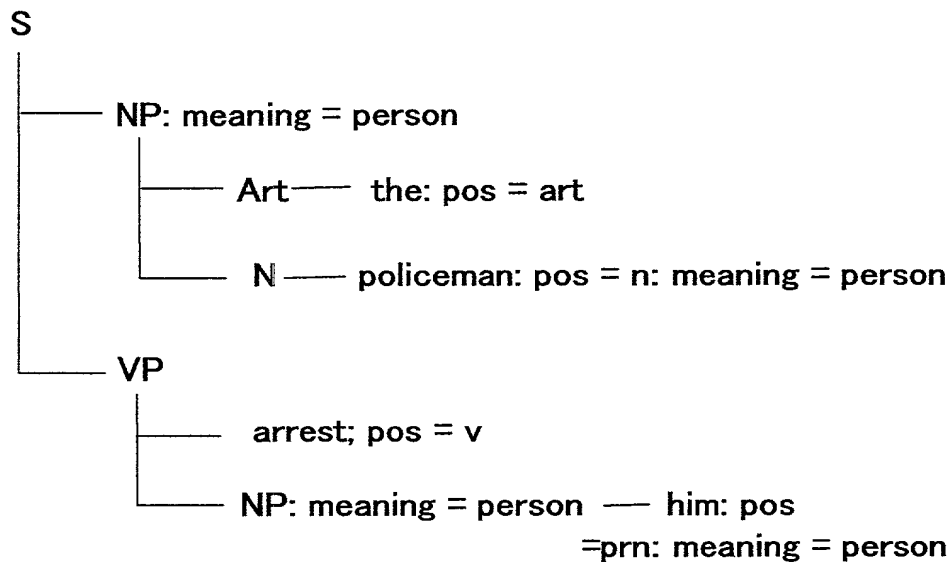 S
NP: meaning = person
Art the: pos = art
N policeman: pos = n: meaning = person
VP
arrest; pos = v
NP: meaning = person him: pos
=prn: meaning = person